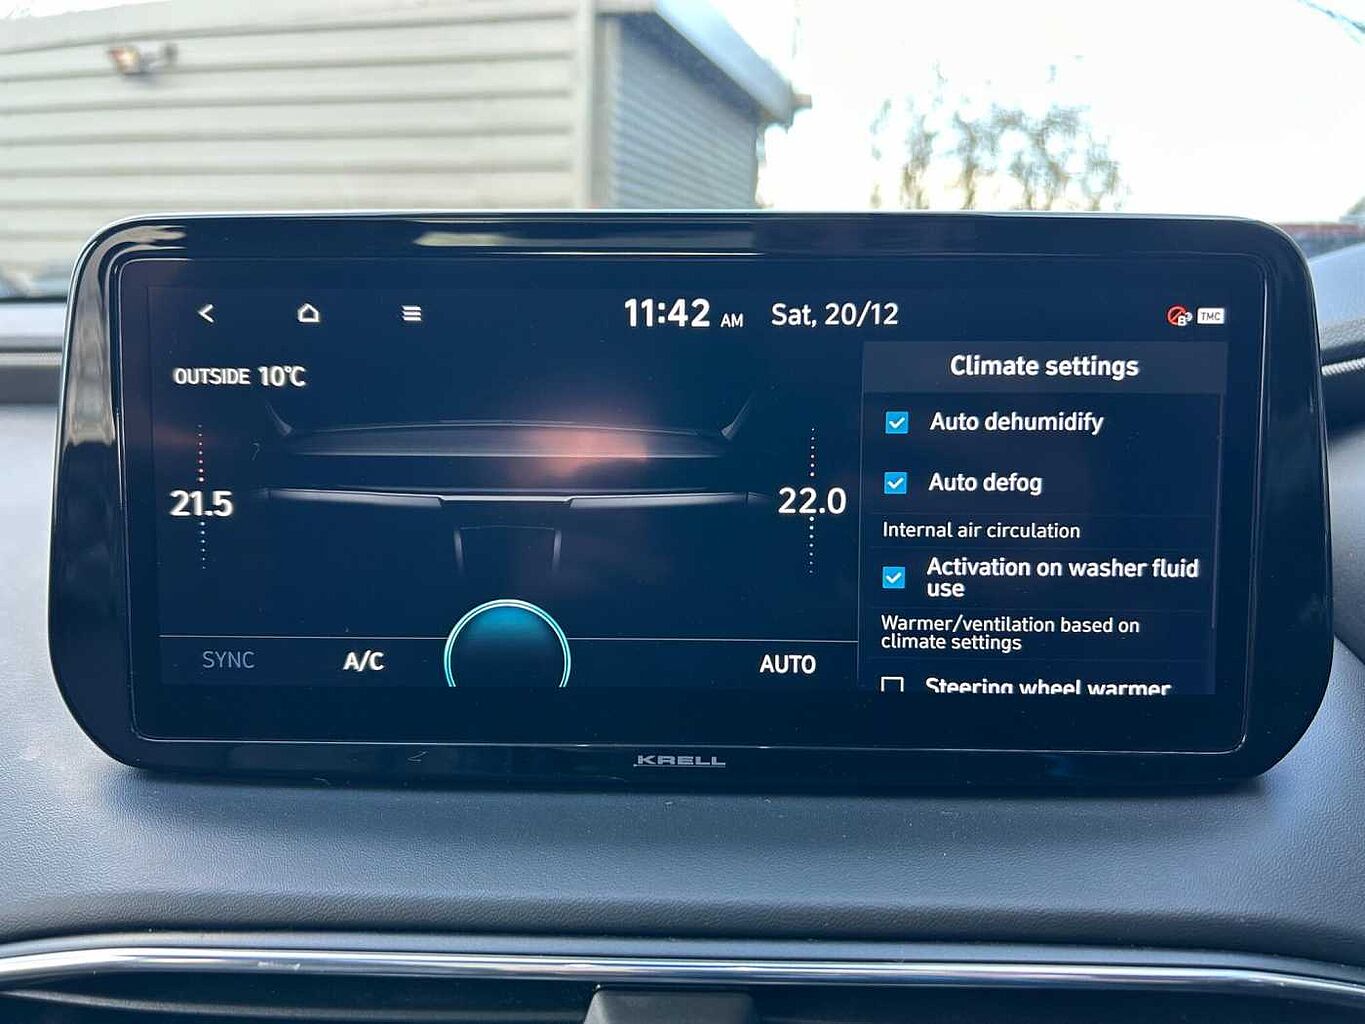 11:42 AM Sat, 20/12
TMC
OUTSIDE 10°C
21.5
22.0
SYNC
A/C
AUTO
Climate settings
Auto dehumidify
Auto defog
Internal air circulation
Activation on washer fluid
use
Warmer/ventilation based on
climate settings
Steering wheel warmer
KRELL